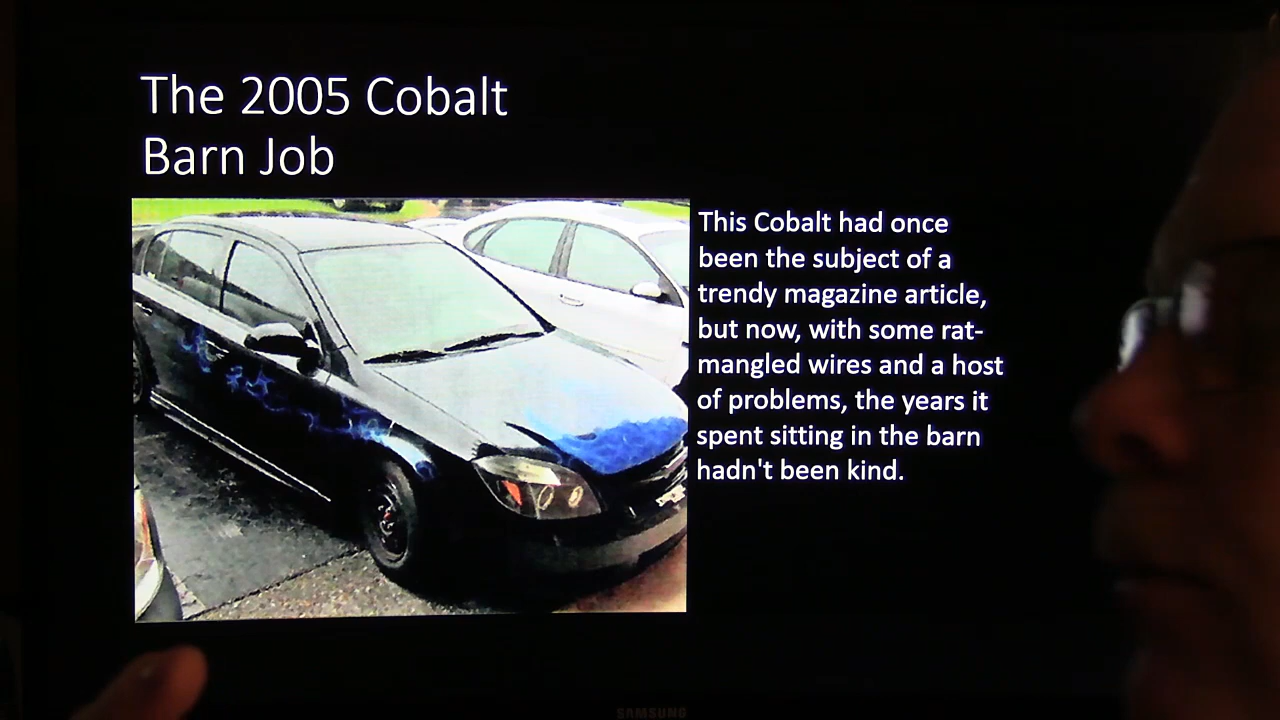 The 2005 Cobalt
Barn Job
This Cobalt had once
been the subject of a
trendy magazine article,
but now, with some rat-
mangled wires and a host
of problems, the years it
spent sitting in the barn
hadn't been kind.
SAMSUNG